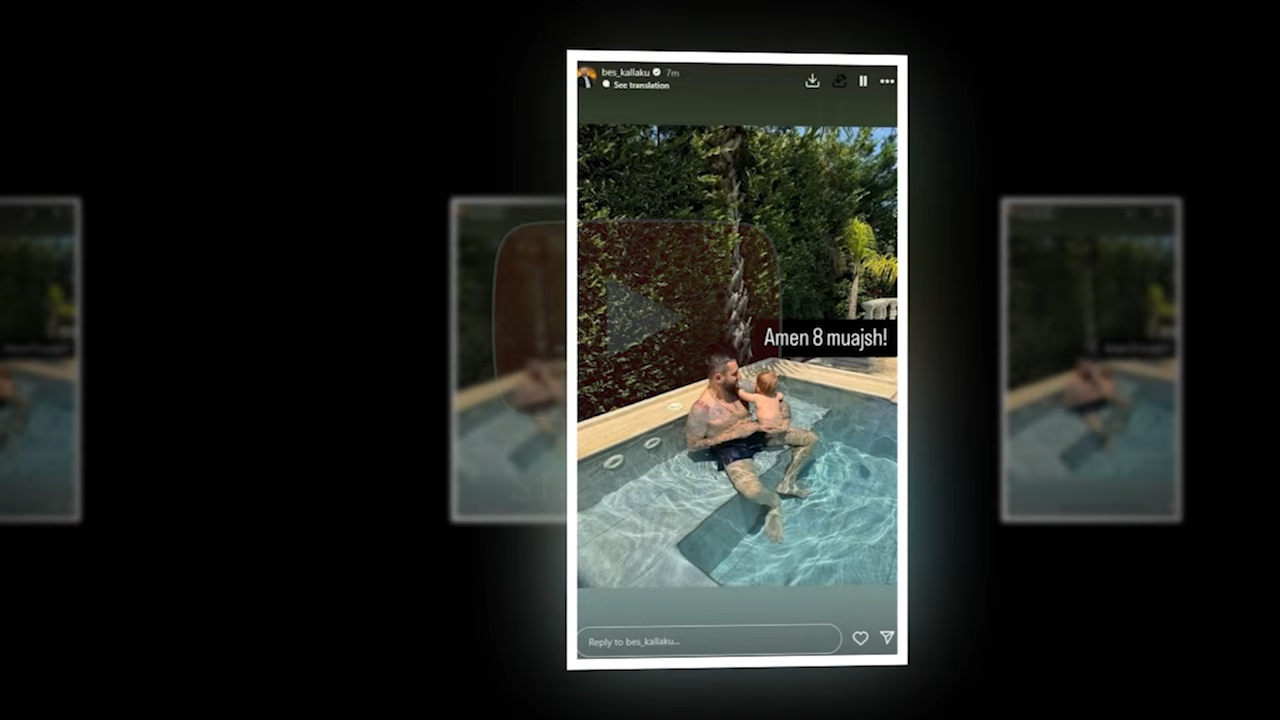 bes_kallaku 7m
See translation
Amen 8 muajsh!
Reply to bes_kallaku...